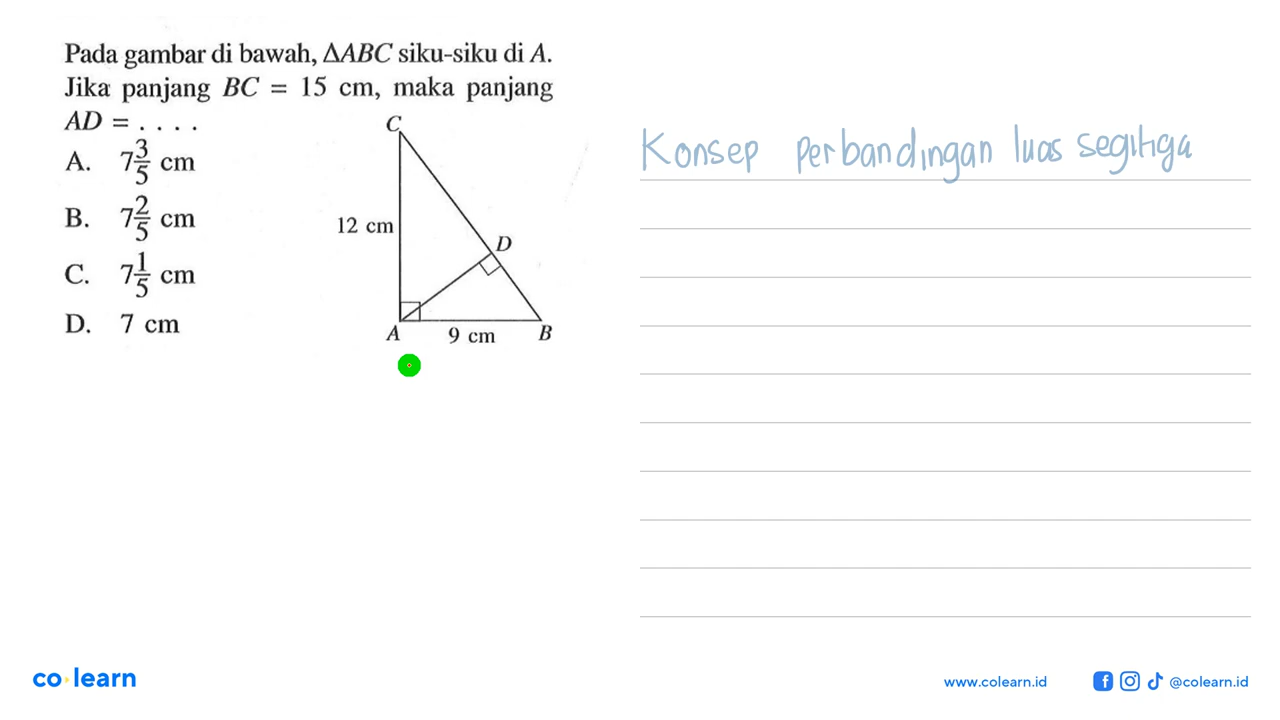 Pada gambar di bawah, ΔABC siku-siku di A.
Jika panjang BC = 15 cm, maka panjang
AD = . . . .
A. 7 3/5 cm
B. 7 2/5 cm
C. 7 1/5 cm
D. 7 cm
C
12 cm
D
A
9 cm
B
Konsep perbandingan luas segitiga
co·learn
www.colearn.id
@colearn.id